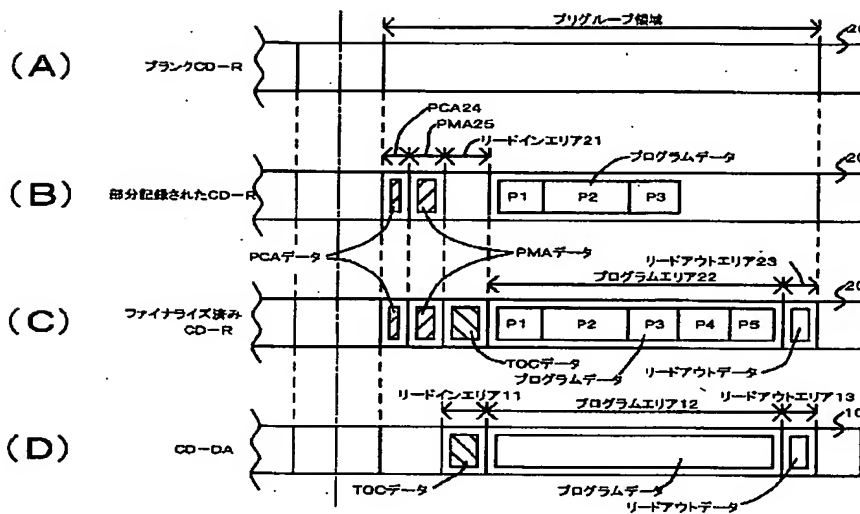 プリグループ領域
20
(A)
ブランクCD-R
PCA24
PMA25
リードインエリア21
プログラムデータ
20
(B)
部分記録されたCD-R
P1
P2
P3
PCAデータ
PMAデータ
リードアウトエリア23
プログラムエリア22
20
(C)
ファイナライズ済み
CD-R
P1
P2
P3
P4
P5
TOCデータ
プログラムデータ
リードアウトデータ
リードインエリア11
プログラムエリア12
リードアウトエリア13
10
(D)
CD-DA
TOCデータ
プログラムデータ
リードアウトデータ